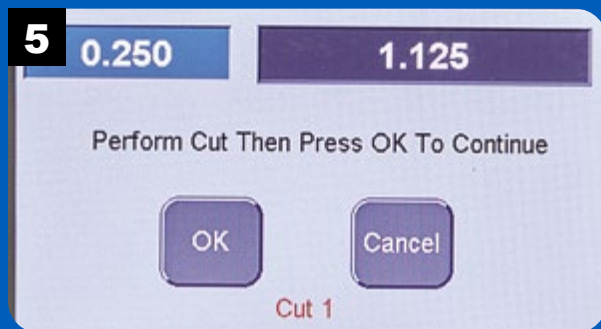 5
0.250 1.125
Perform Cut Then Press OK To Continue
OK Cancel
Cut 1